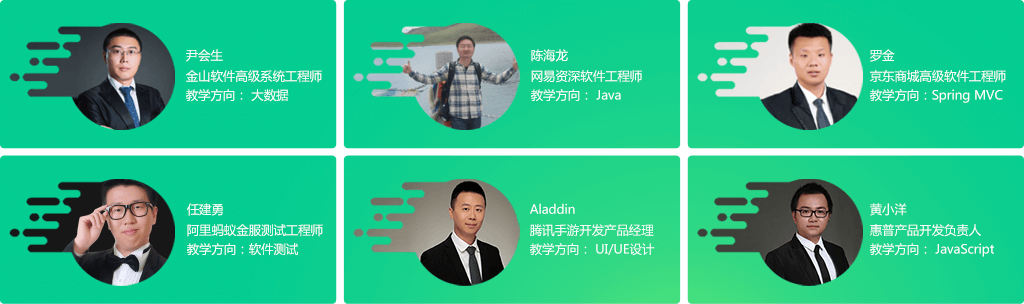 尹会生
金山软件高级系统工程师
教学方向： 大数据
陈海龙
网易资深软件工程师
教学方向： Java
罗金
京东商城高级软件工程师
教学方向：Spring MVC
任建勇
阿里蚂蚁金服测试工程师
教学方向：软件测试
Aladdin
腾讯手游开发产品经理
教学方向： UI/UE设计
黄小洋
惠普产品开发负责人
教学方向： JavaScript